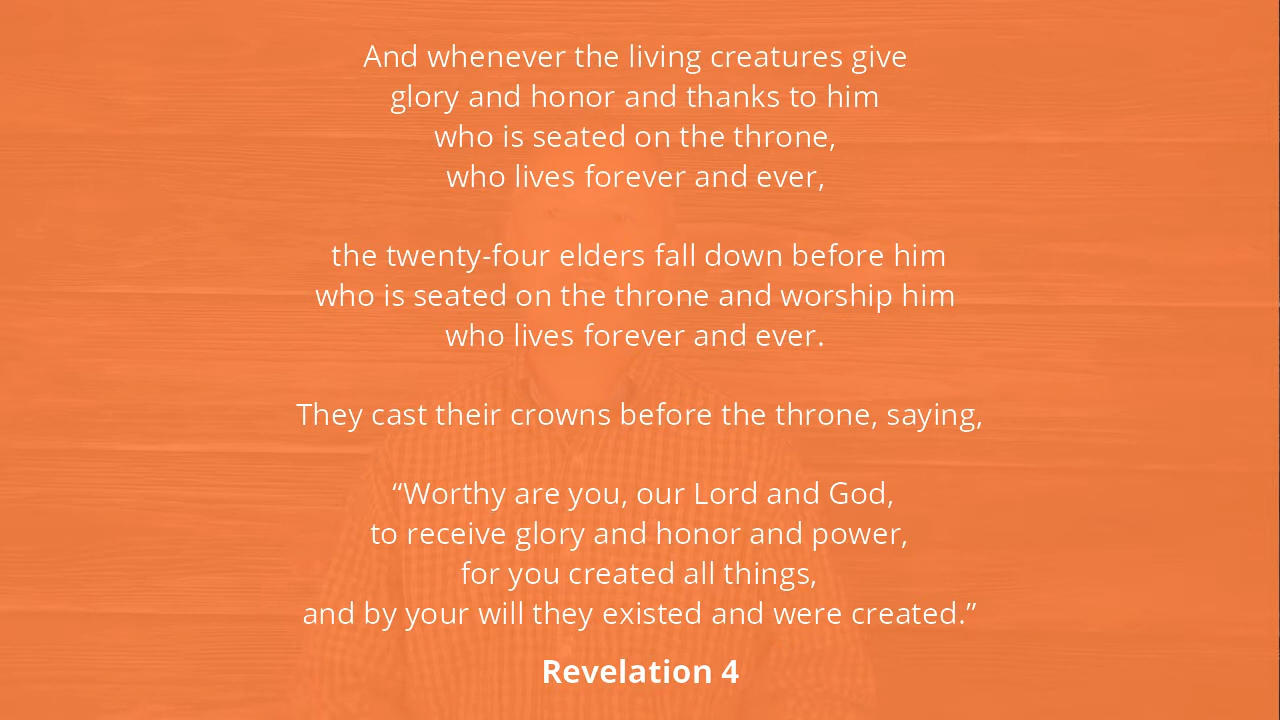 And whenever the living creatures give
glory and honor and thanks to him
who is seated on the throne,
who lives forever and ever,
the twenty-four elders fall down before him
who is seated on the throne and worship him
who lives forever and ever.
They cast their crowns before the throne, saying,
“Worthy are you, our Lord and God,
to receive glory and honor and power,
for you created all things,
and by your will they existed and were created.”
Revelation 4